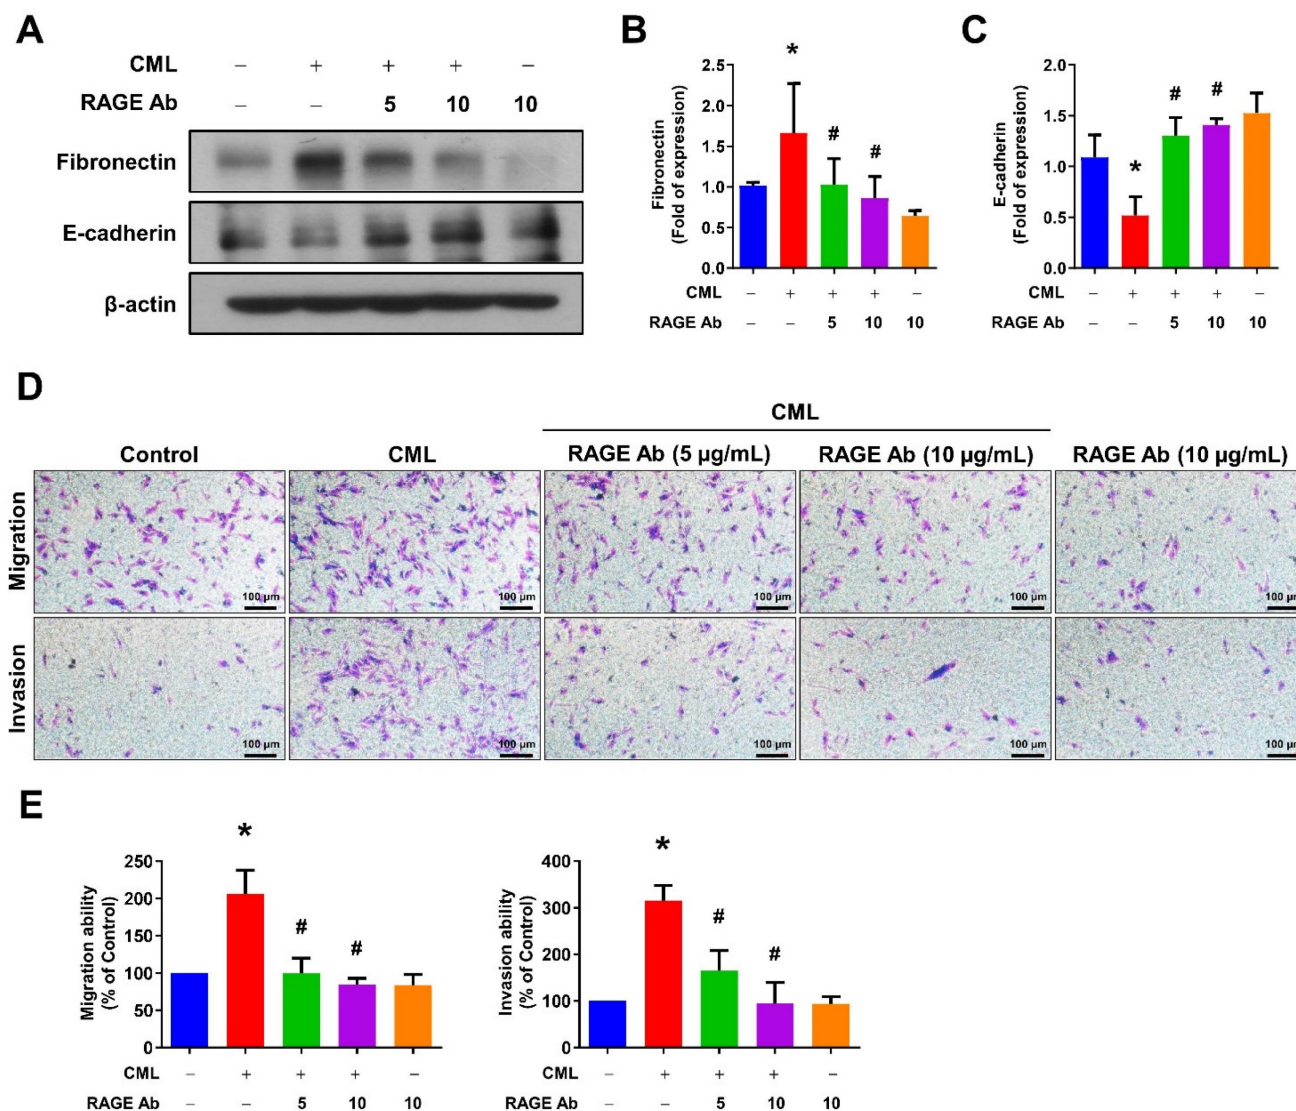 A
CML – + + + –
RAGE Ab – – 5 10 10
Fibronectin
E-cadherin
β-actin
B
*
#
#
Fibronectin
(Fold of expression)
2.5
2.0
1.5
1.0
0.5
0.0
CML – + + + –
RAGE Ab – – 5 10 10
C
*
#
#
E-cadherin
(Fold of expression)
2.0
1.5
1.0
0.5
0.0
CML – + + + –
RAGE Ab – – 5 10 10
D
CML
Control CML RAGE Ab (5 µg/mL) RAGE Ab (10 µg/mL) RAGE Ab (10 µg/mL)
Migration
100 µm 100 µm 100 µm 100 µm 100 µm
Invasion
100 µm 100 µm 100 µm 100 µm 100 µm
E
*
#
#
Migration ability
(% of Control)
250
200
150
100
50
0
CML – + + + –
RAGE Ab – – 5 10 10
*
#
#
Invasion ability
(% of Control)
400
300
200
100
0
CML – + + + –
RAGE Ab – – 5 10 10